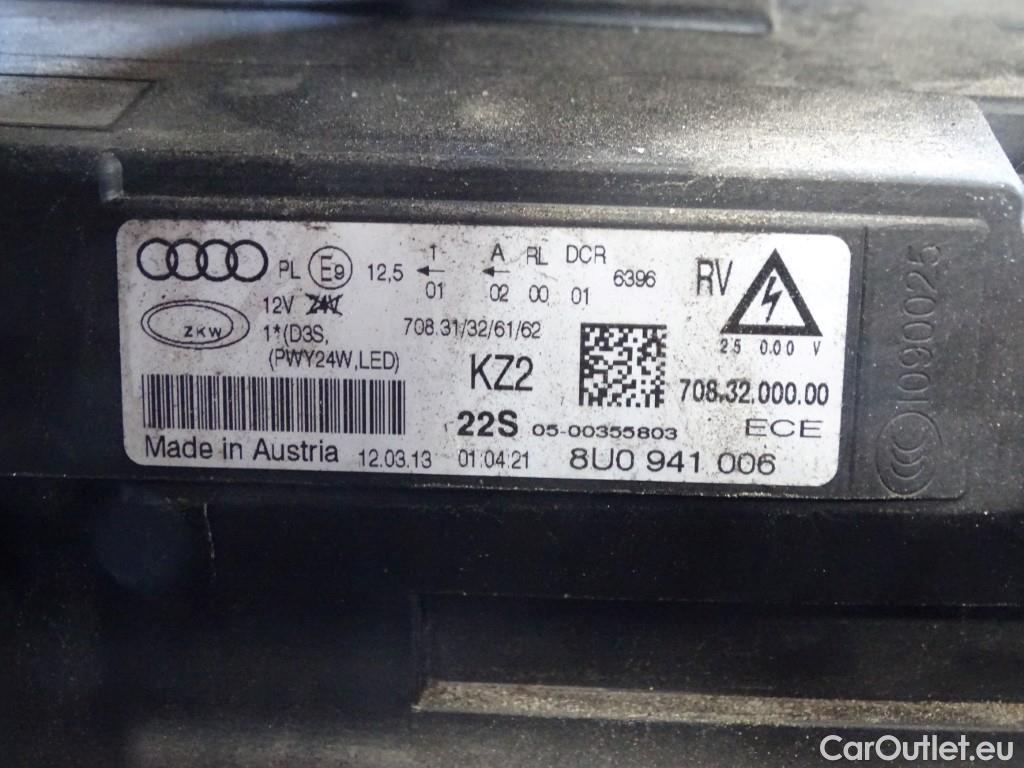 PL E9 12,5 ← 1 01 ← A 02 RL 00 DCR 01 6396 RV
12V 24V
ZKW
1*(D3S,
(PWY24W,LED)
708.31/32/61/62
25 0.00 V
KZ2
708.32.000.00
22S 05-00355803 ECE
Made in Austria 12.03.13 01:04:21 8U0 941 006
CCC I090025
CarOutlet.eu